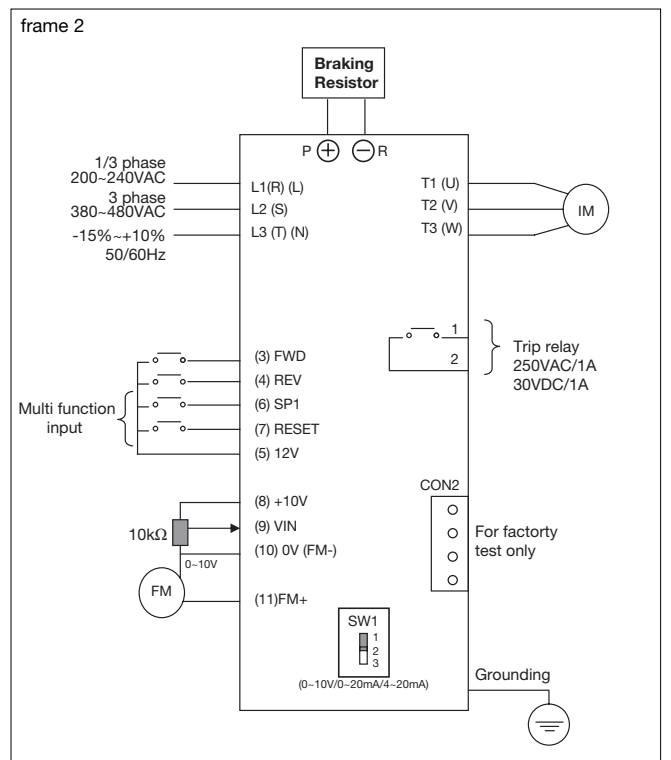 frame 2
Braking
Resistor
P + − R
1/3 phase
200~240VAC
3 phase
380~480VAC
-15%~+10%
50/60Hz
L1(R) (L)
L2 (S)
L3 (T) (N)
T1 (U)
T2 (V)
T3 (W)
IM
1
2
Trip relay
250VAC/1A
30VDC/1A
Multi function
input
(3) FWD
(4) REV
(6) SP1
(7) RESET
(5) 12V
(8) +10V
(9) VIN
(10) 0V (FM-)
(11)FM+
10kΩ
0~10V
FM
CON2
For factorty
test only
SW1
1
2
3
(0~10V/0~20mA/4~20mA)
Grounding